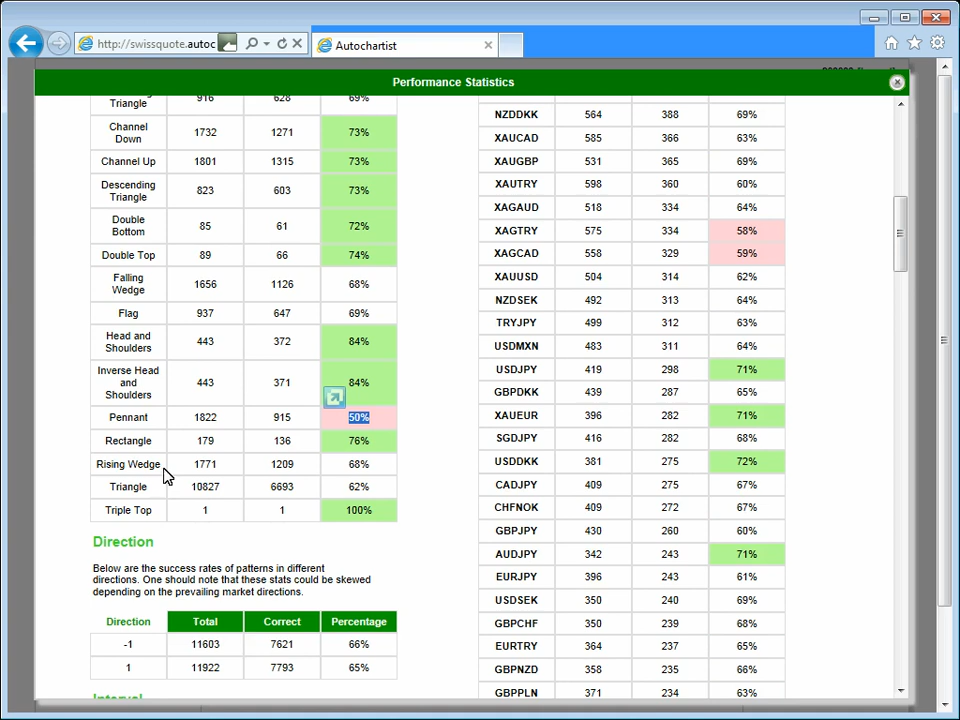 http://swissquote.autoc
Autochartist
Performance Statistics
Triangle 916 628 69%
Channel Down 1732 1271 73%
Channel Up 1801 1315 73%
Descending Triangle 823 603 73%
Double Bottom 85 61 72%
Double Top 89 66 74%
Falling Wedge 1656 1126 68%
Flag 937 647 69%
Head and Shoulders 443 372 84%
Inverse Head and Shoulders 443 371 84%
Pennant 1822 915 50%
Rectangle 179 136 76%
Rising Wedge 1771 1209 68%
Triangle 10827 6693 62%
Triple Top 1 1 100%
Direction
Below are the success rates of patterns in different
directions. One should note that these stats could be skewed
depending on the prevailing market directions.
Direction Total Correct Percentage
-1 11603 7621 66%
1 11922 7793 65%
Interval
NZDDKK 564 388 69%
XAUCAD 585 366 63%
XAUGBP 531 365 69%
XAUTRY 598 360 60%
XAGAUD 518 334 64%
XAGTRY 575 334 58%
XAGCAD 558 329 59%
XAUUSD 504 314 62%
NZDSEK 492 313 64%
TRYJPY 499 312 63%
USDMXN 483 311 64%
USDJPY 419 298 71%
GBPDKK 439 287 65%
XAUEUR 396 282 71%
SGDJPY 416 282 68%
USDDKK 381 275 72%
CADJPY 409 275 67%
CHFNOK 409 272 67%
GBPJPY 430 260 60%
AUDJPY 342 243 71%
EURJPY 396 243 61%
USDSEK 350 240 69%
GBPCHF 350 239 68%
EURTRY 364 237 65%
GBPNZD 358 235 66%
GBPPLN 371 234 63%